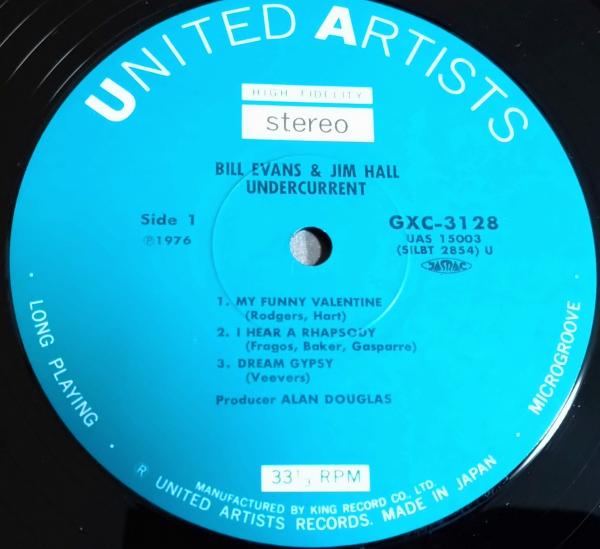 UNITED ARTISTS
HIGH FIDELITY
stereo
BILL EVANS & JIM HALL
UNDERCURRENT
Side 1
℗1976
GXC-3128
UAS 15003
(SILBT 2854) U
JASRAC
1. MY FUNNY VALENTINE
(Rodgers, Hart)
2. I HEAR A RHAPSODY
(Fragos, Baker, Gasparre)
3. DREAM GYPSY
(Veevers)
Producer ALAN DOUGLAS
LONG PLAYING
MICROGROOVE
33⅓ RPM
MANUFACTURED BY KING RECORD CO., LTD.
® UNITED ARTISTS RECORDS. MADE IN JAPAN